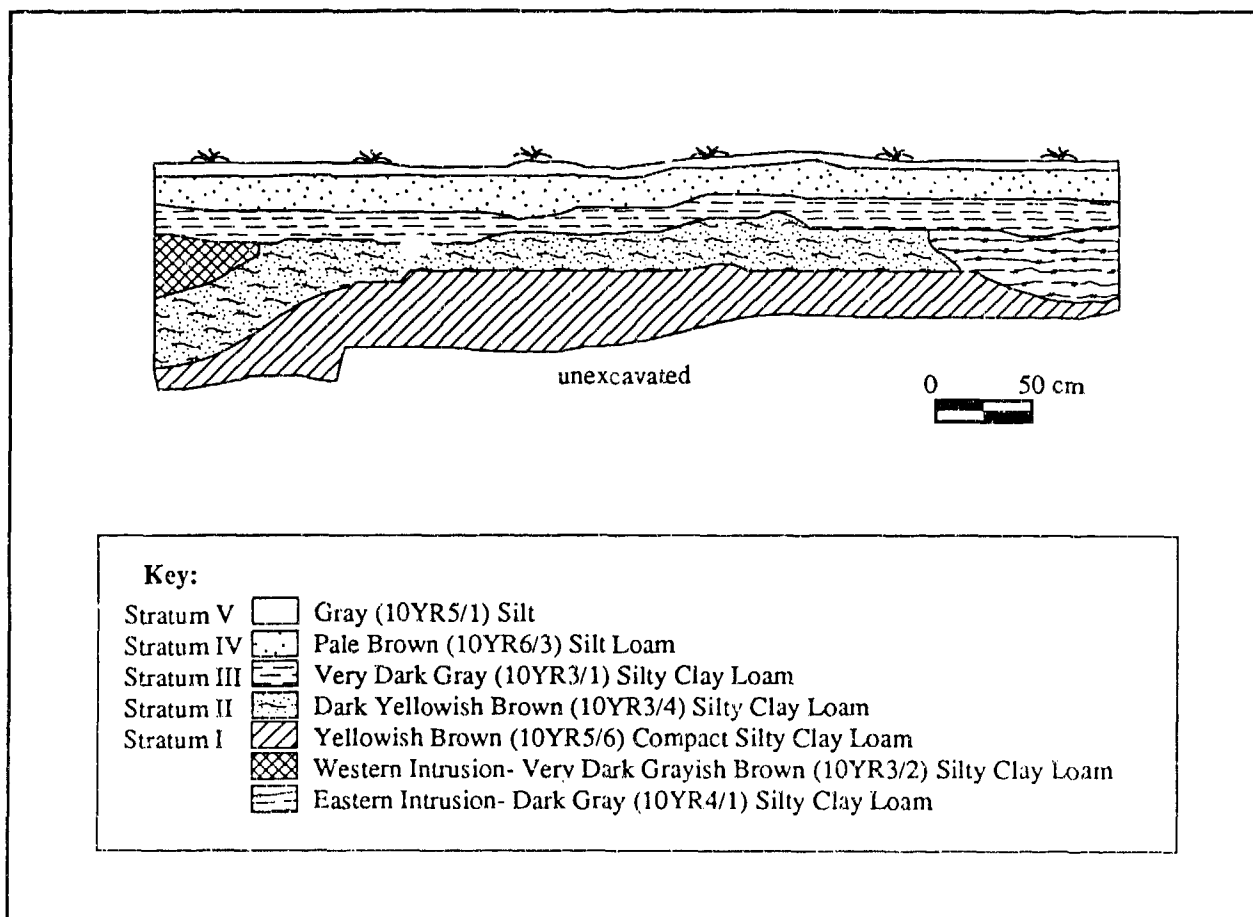 unexcavated
0 50 cm
Key:
Stratum V Gray (10YR5/1) Silt
Stratum IV Pale Brown (10YR6/3) Silt Loam
Stratum III Very Dark Gray (10YR3/1) Silty Clay Loam
Stratum II Dark Yellowish Brown (10YR3/4) Silty Clay Loam
Stratum I Yellowish Brown (10YR5/6) Compact Silty Clay Loam
Western Intrusion- Very Dark Grayish Brown (10YR3/2) Silty Clay Loam
Eastern Intrusion- Dark Gray (10YR4/1) Silty Clay Loam